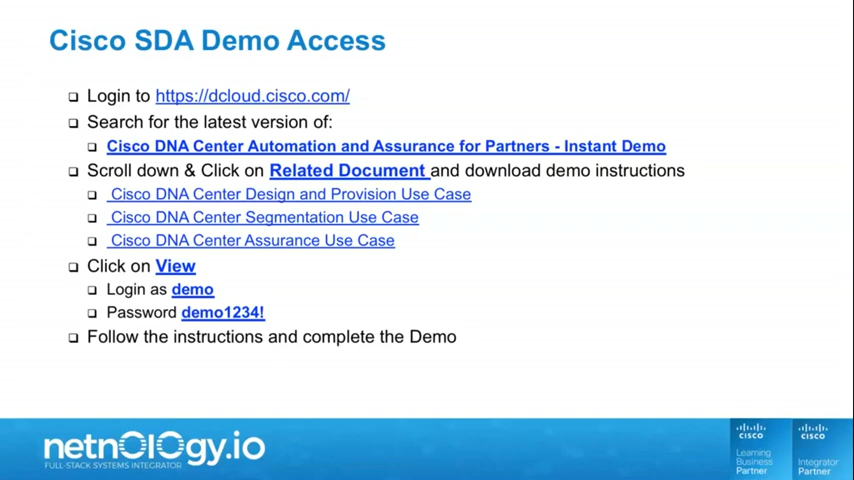 Cisco SDA Demo Access
Login to https://dcloud.cisco.com/
Search for the latest version of:
Cisco DNA Center Automation and Assurance for Partners - Instant Demo
Scroll down & Click on Related Document and download demo instructions
Cisco DNA Center Design and Provision Use Case
Cisco DNA Center Segmentation Use Case
Cisco DNA Center Assurance Use Case
Click on View
Login as demo
Password demo1234!
Follow the instructions and complete the Demo
netnology.io
FULL-STACK SYSTEMS INTEGRATOR
CISCO
Learning
Business
Partner
CISCO
Integrator
Partner